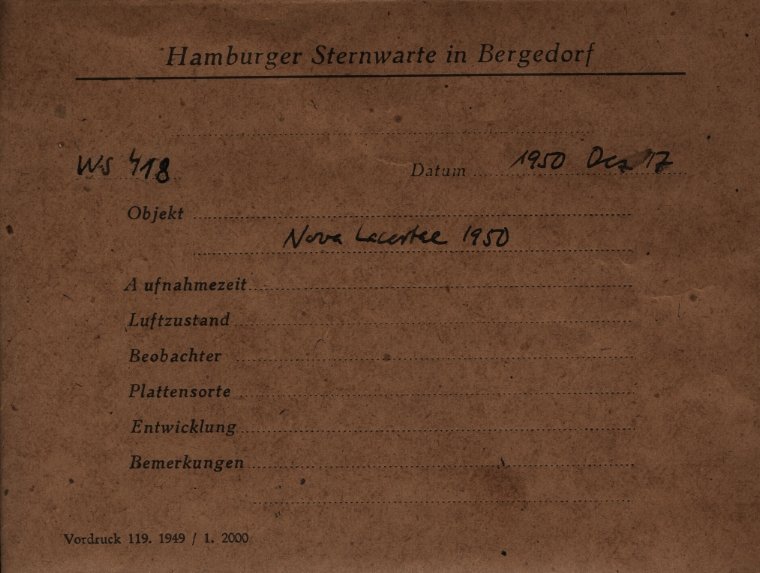 Hamburger Sternwarte in Bergedorf
WS 418 Datum 1950 Dez 17
Objekt
Nova Lacertae 1950
Aufnahmezeit
Luftzustand
Beobachter
Plattensorte
Entwicklung
Bemerkungen
Vordruck 119. 1949 / 1. 2000